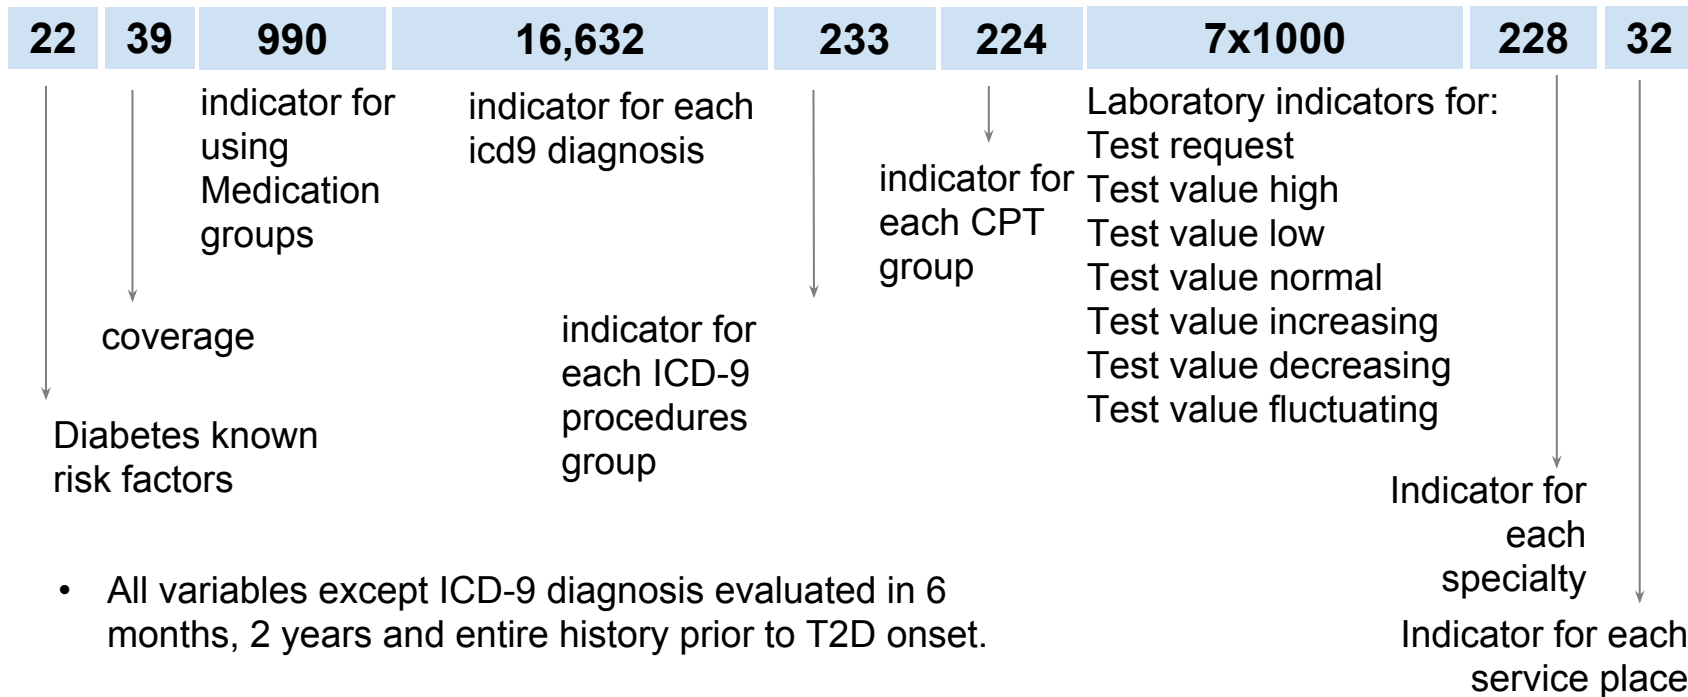 22 39 990 16,632 233 224 7x1000 228 32
indicator for
using
Medication
groups
indicator for each
icd9 diagnosis
indicator for
each CPT
group
Laboratory indicators for:
Test request
Test value high
Test value low
Test value normal
Test value increasing
Test value decreasing
Test value fluctuating
coverage
indicator for
each ICD-9
procedures
group
Diabetes known
risk factors
Indicator for
each
specialty
Indicator for each
service place
• All variables except ICD-9 diagnosis evaluated in 6
months, 2 years and entire history prior to T2D onset.